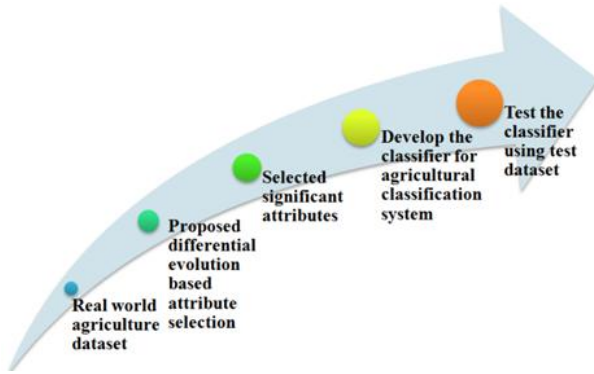 Real world
agriculture
dataset
Proposed
differential
evolution
based
attribute
selection
Selected
significant
attributes
Develop the
classifier for
agricultural
classification
system
Test the
classifier
using test
dataset